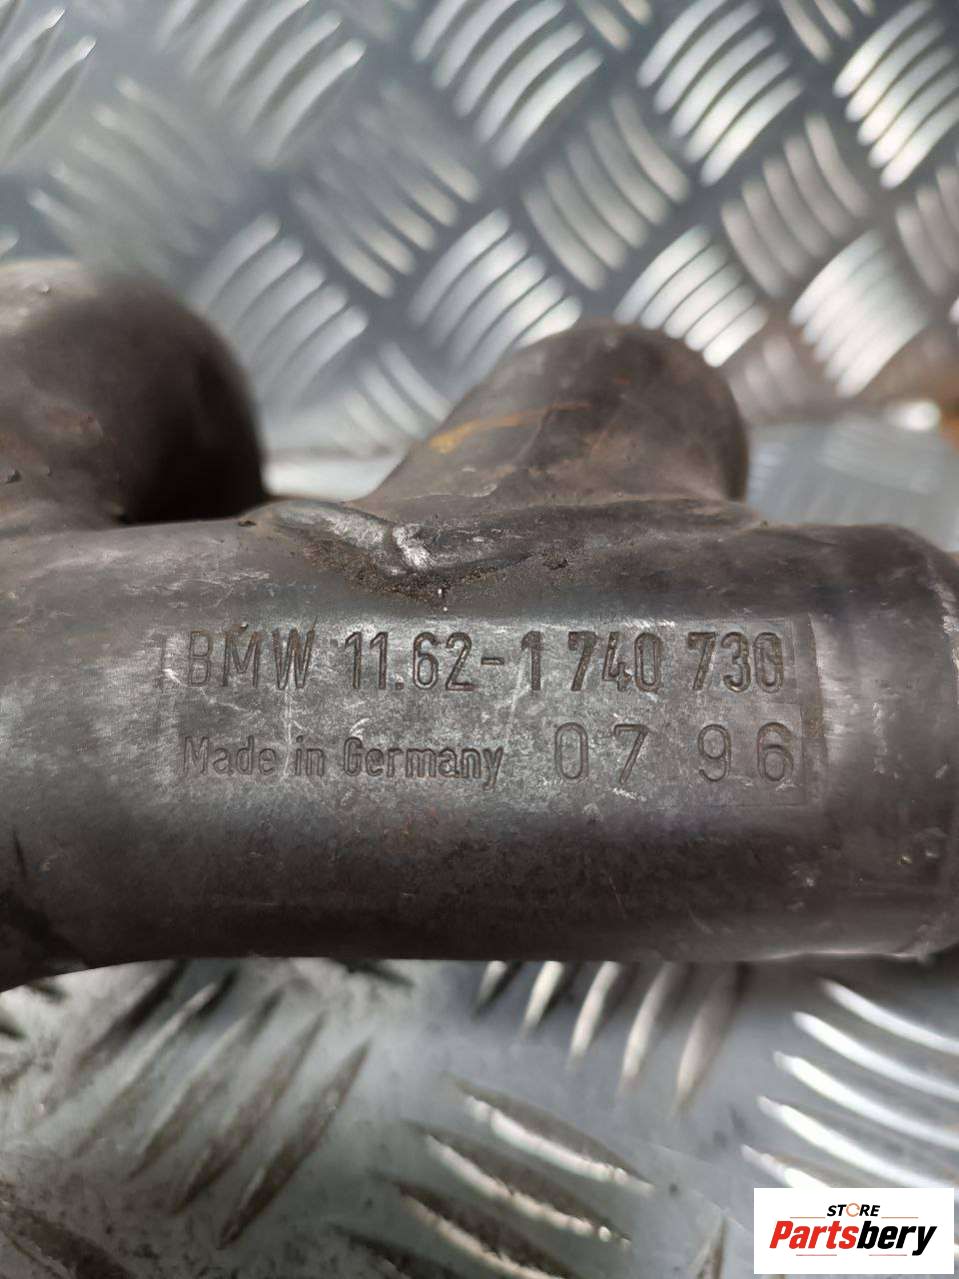 BMW 11.62-1 740 730
Made in Germany 07 96
STORE
Partsbery